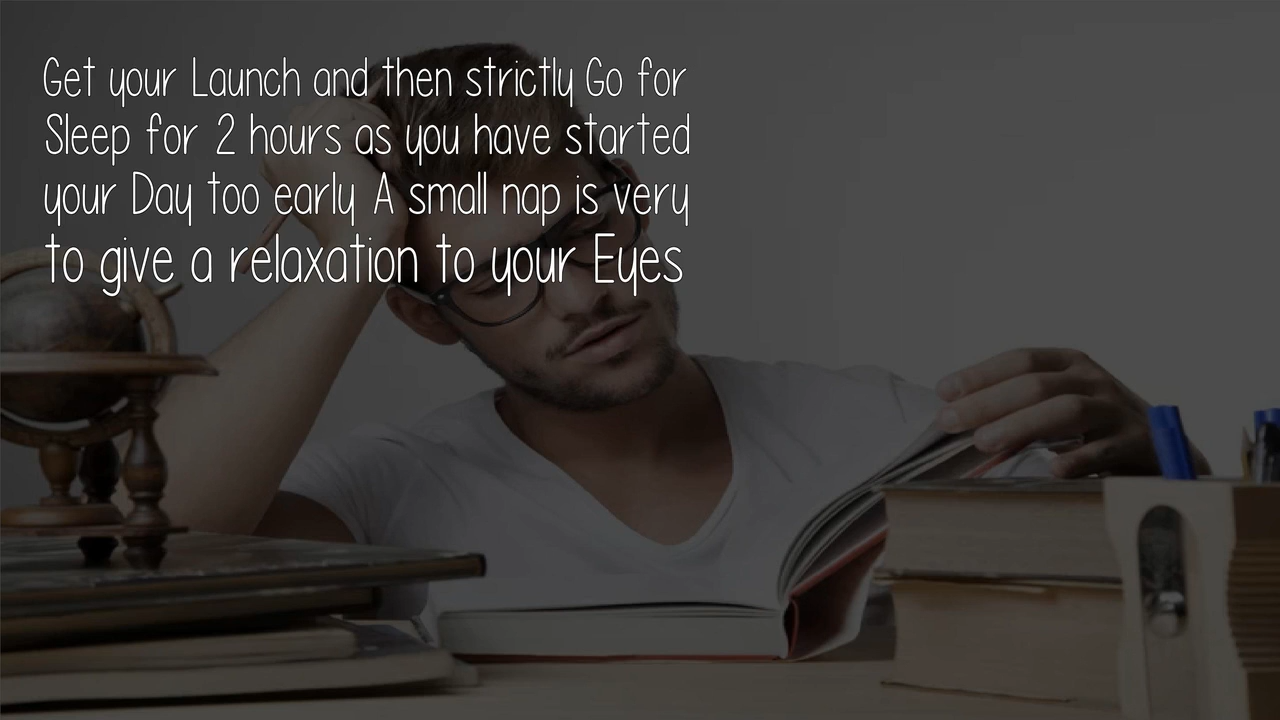 Get your Launch and then strictly Go for
Sleep for 2 hours as you have started
your Day too early A small nap is very
to give a relaxation to your Eyes